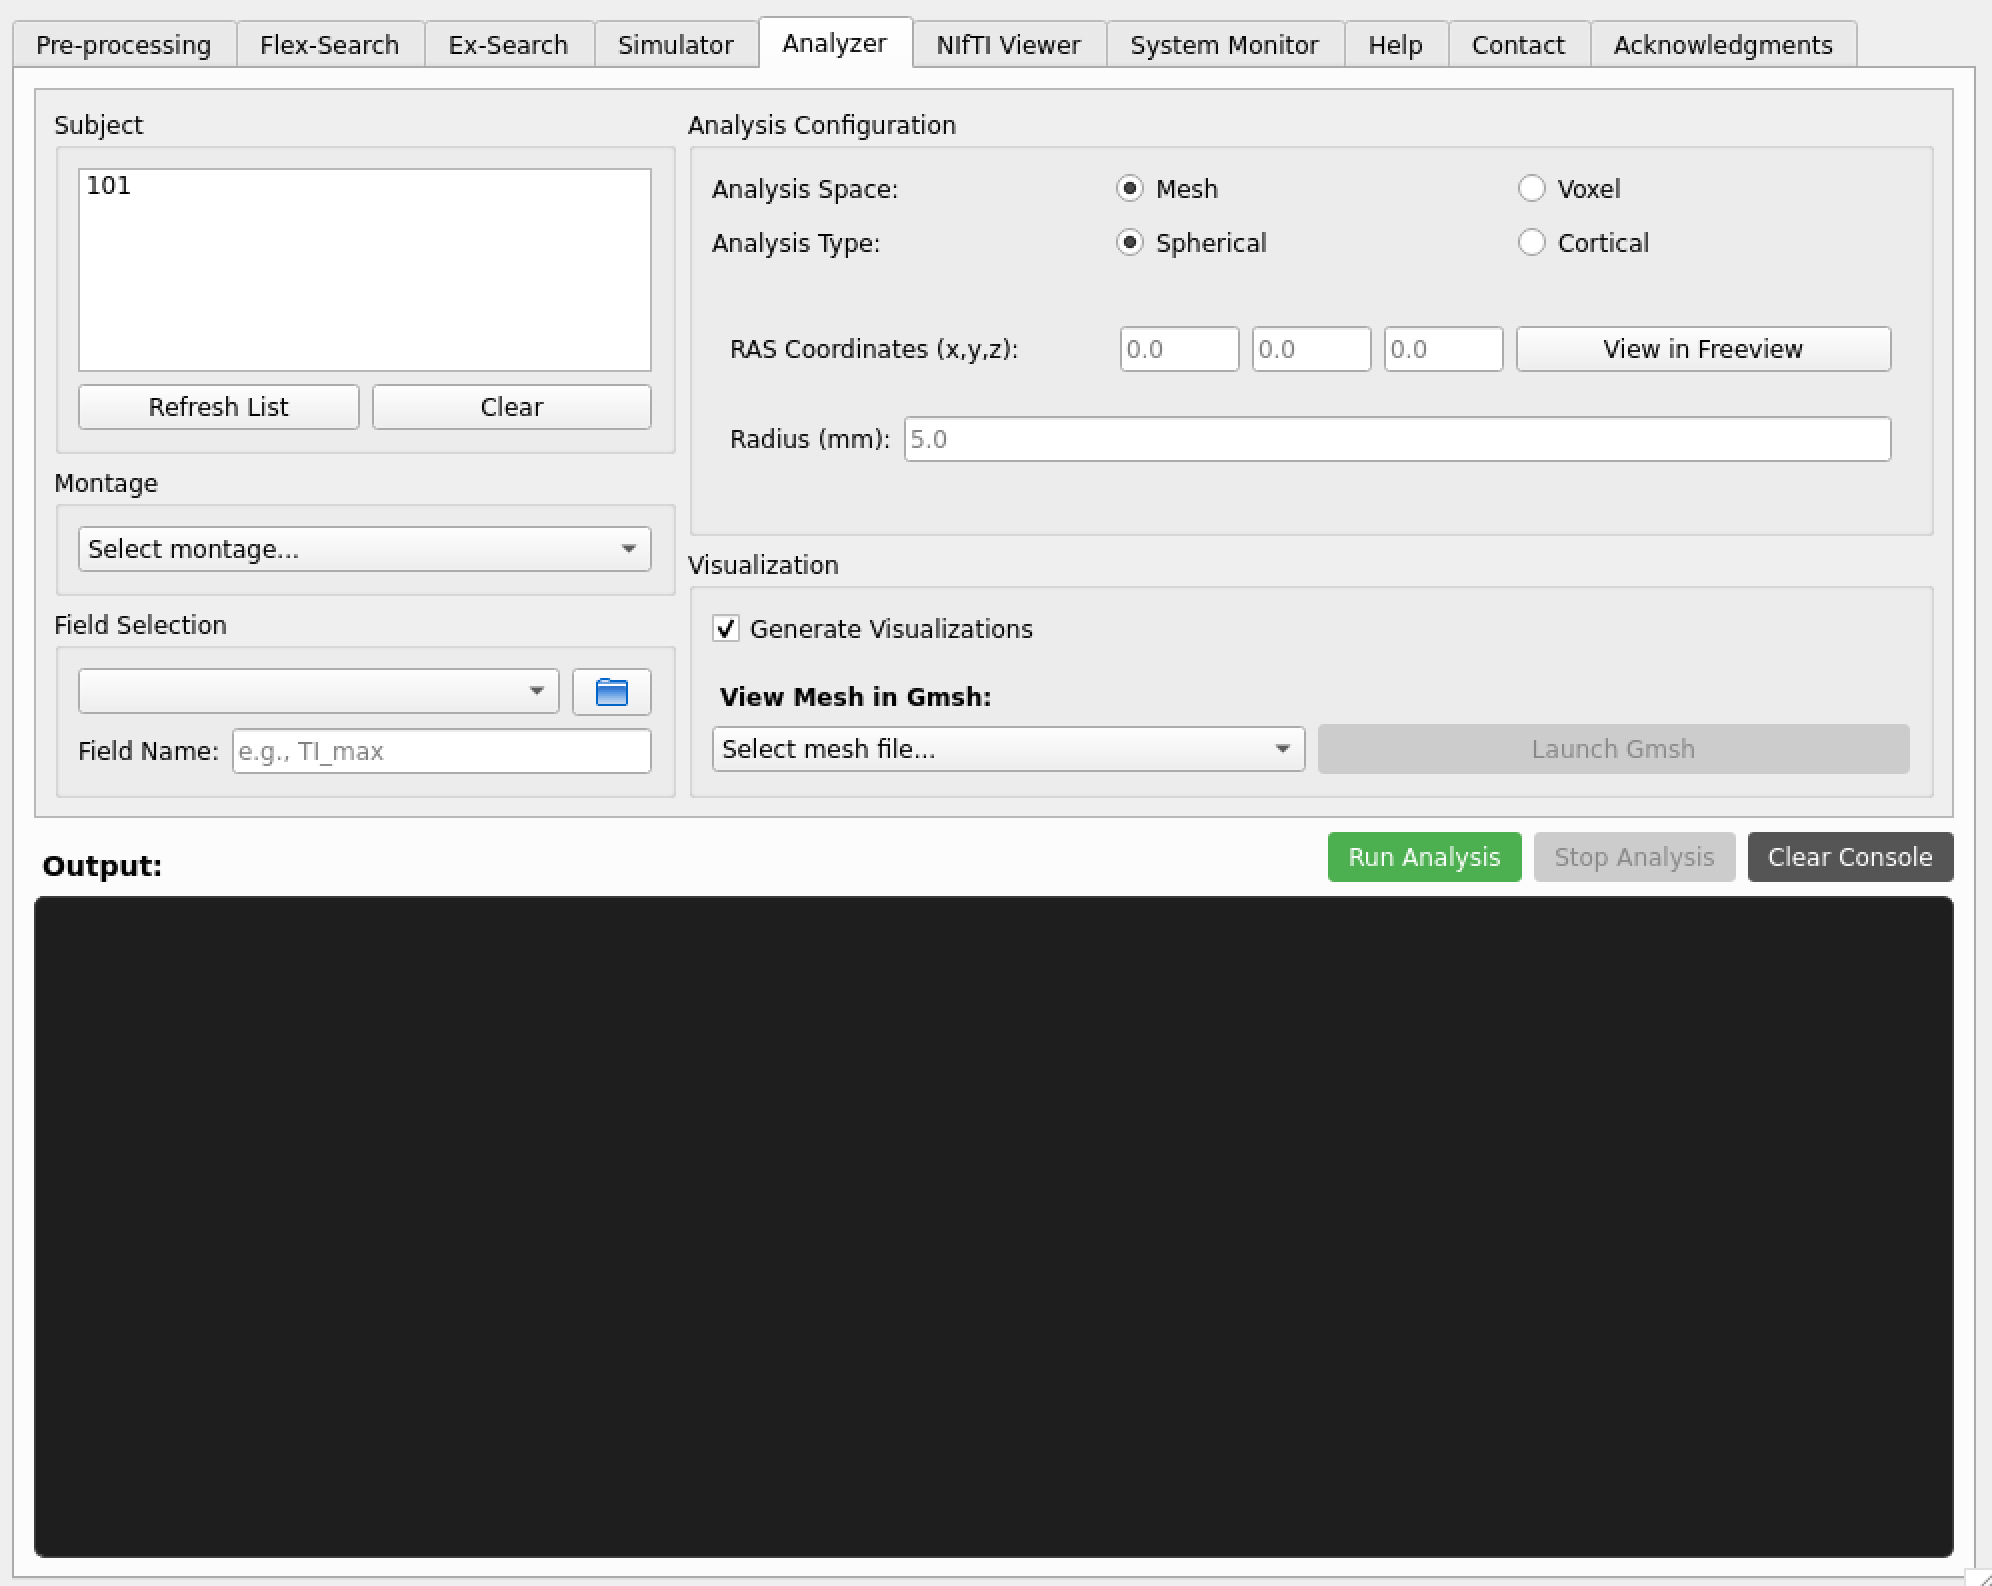 Pre-processing Flex-Search Ex-Search Simulator Analyzer NIfTI Viewer System Monitor Help Contact Acknowledgments
Subject
101
Refresh List Clear
Montage
Select montage...
Field Selection
Field Name: e.g., TI_max
Analysis Configuration
Analysis Space: Mesh Voxel
Analysis Type: Spherical Cortical
RAS Coordinates (x,y,z): 0.0 0.0 0.0 View in Freeview
Radius (mm): 5.0
Visualization
Generate Visualizations
View Mesh in Gmsh:
Select mesh file... Launch Gmsh
Output: Run Analysis Stop Analysis Clear Console